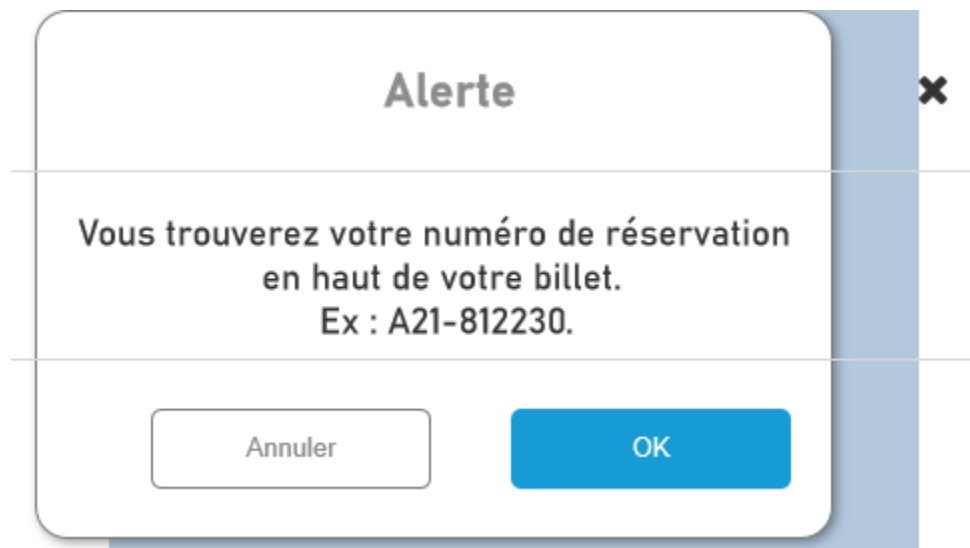 Alerte
Vous trouverez votre numéro de réservation
en haut de votre billet.
Ex : A21-812230.
Annuler
OK